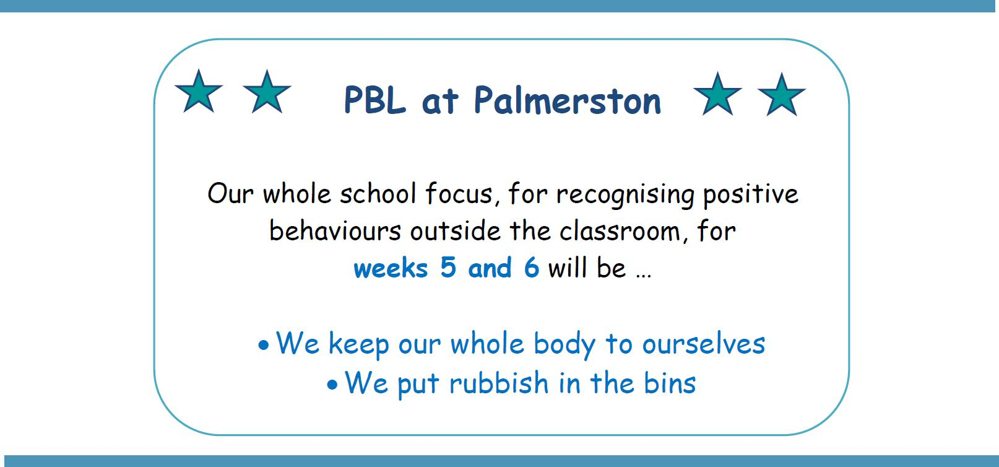 PBL at Palmerston
Our whole school focus, for recognising positive
behaviours outside the classroom, for
weeks 5 and 6 will be …
• We keep our whole body to ourselves
• We put rubbish in the bins